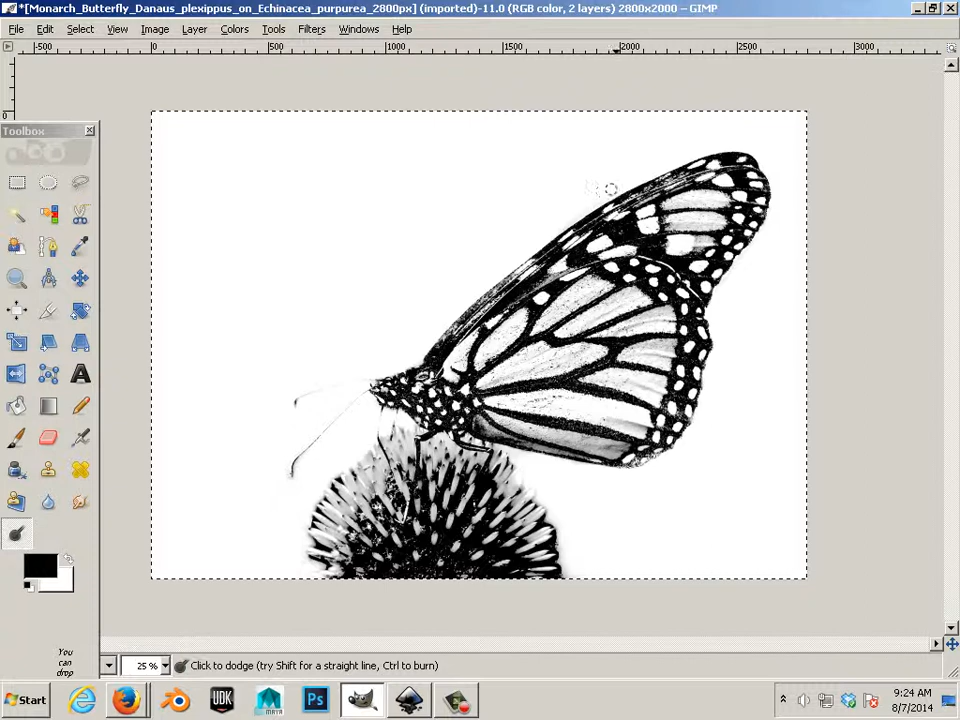 *[Monarch_Butterfly_Danaus_plexippus_on_Echinacea_purpurea_2800px] (imported)-11.0 (RGB color, 2 layers) 2800x2000 – GIMP
File Edit Select View Image Layer Colors Tools Filters Windows Help
-500 0 500 1000 1500 2000 2500 3000
0
Toolbox
You
can
drop
25 %
Click to dodge (try Shift for a straight line, Ctrl to burn)
Start
UDK
MAYA
Ps
9:24 AM
8/7/2014